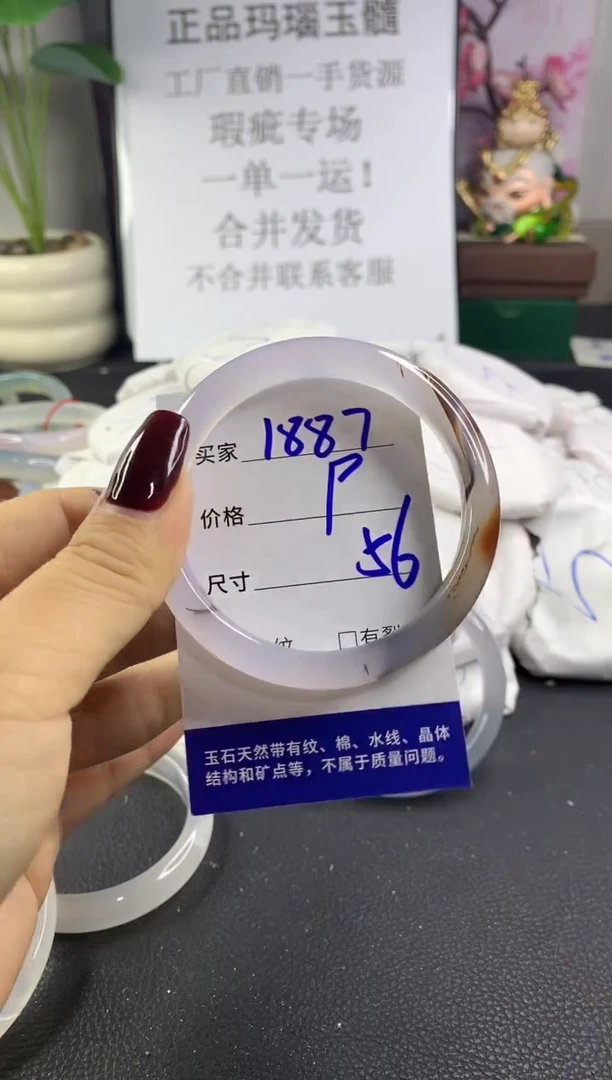 正品玛瑙玉髓
工厂直销一手货源
瑕疵专场
一单一运！
合并发货
不合并联系客服
买家 1887
价格 P
尺寸 56
纹 □有裂
玉石天然带有纹、棉、水线、晶体
结构和矿点等，不属于质量问题。